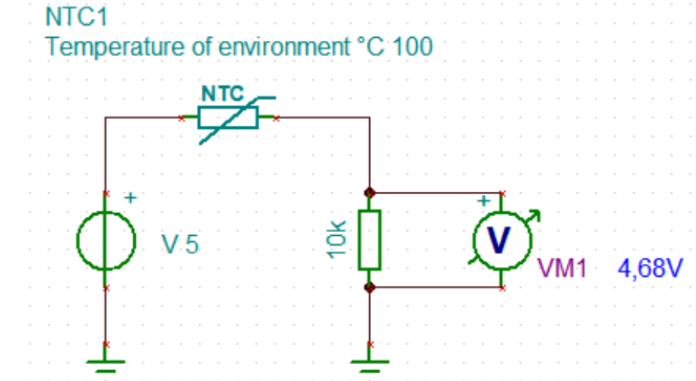 NTC1
Temperature of environment °C 100
NTC
+
V 5
10k
+
V
VM1 4,68V